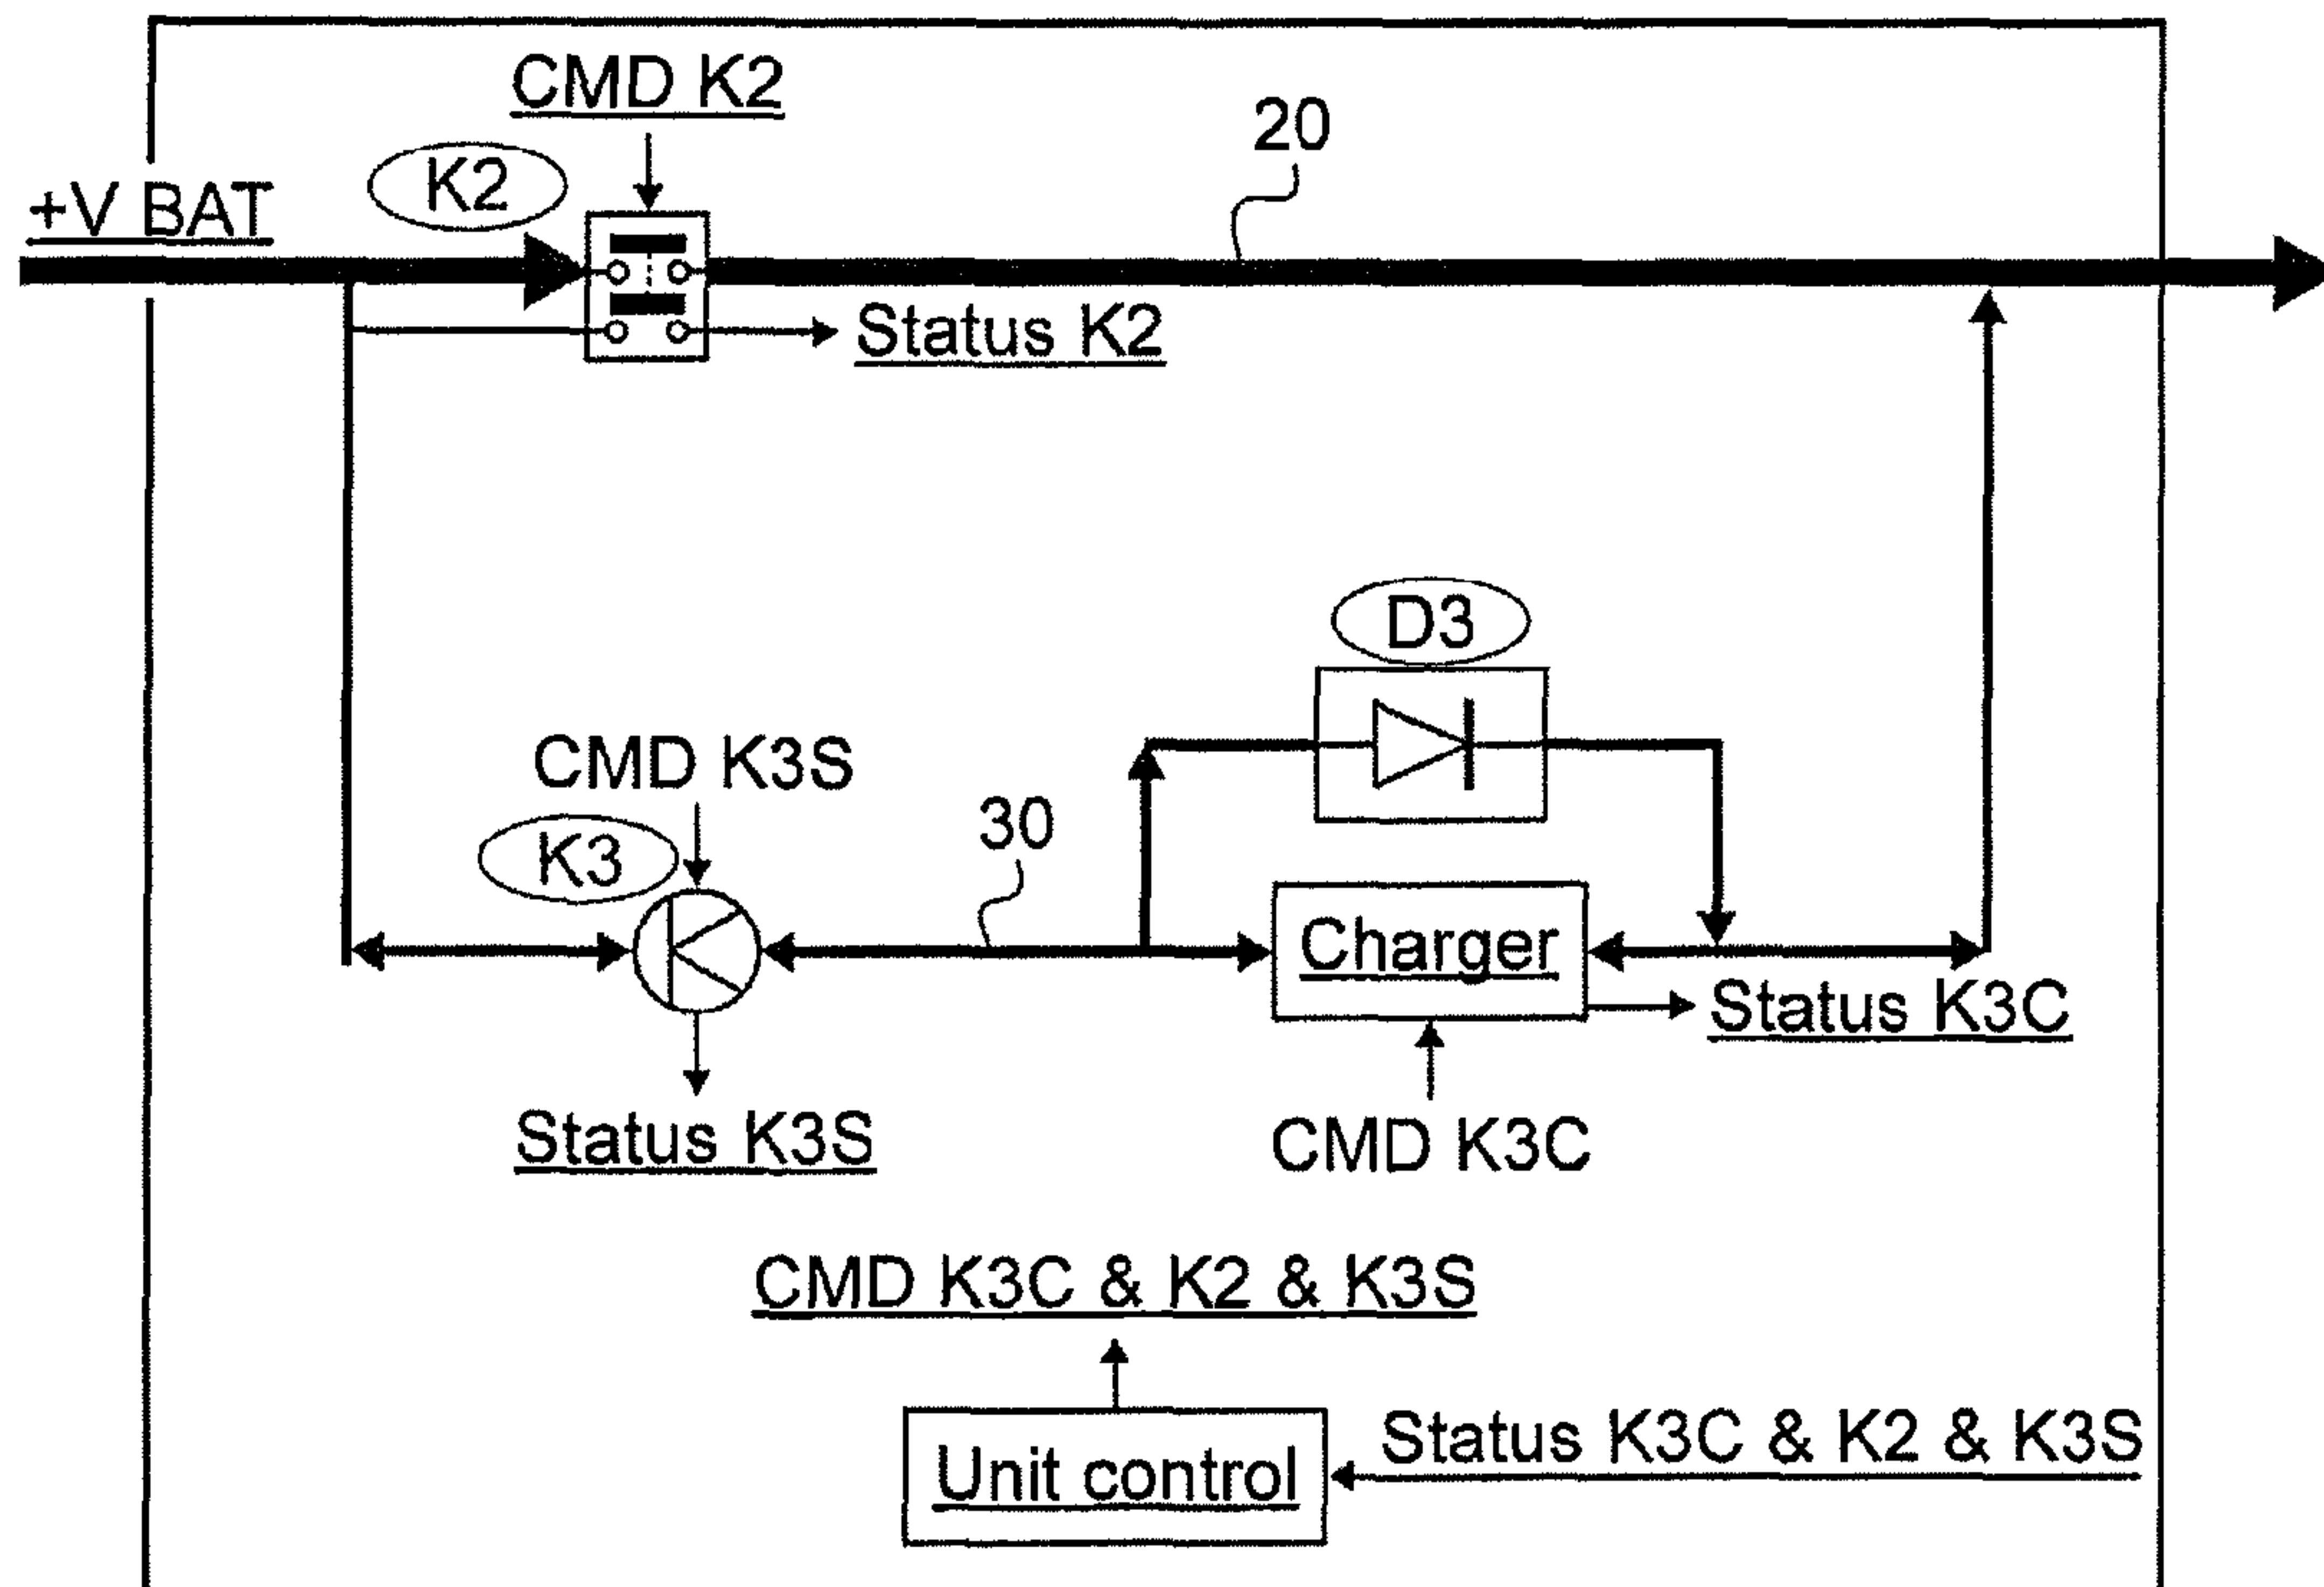 CMD K2
20
K2
+V BAT
Status K2
D3
CMD K3S
30
K3
Charger
Status K3C
Status K3S
CMD K3C
CMD K3C & K2 & K3S
Status K3C & K2 & K3S
Unit control